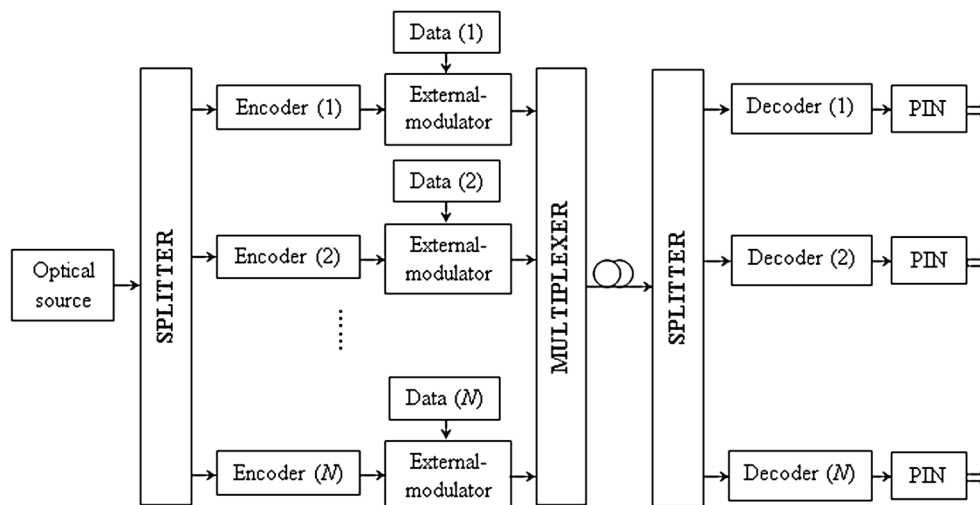 Data (1)
Encoder (1)
External-
modulator
Decoder (1)
PIN
Data (2)
Encoder (2)
External-
modulator
Decoder (2)
PIN
Optical
source
SPLITTER
MULTIPLEXER
SPLITTER
Data (N)
Encoder (N)
External-
modulator
Decoder (N)
PIN